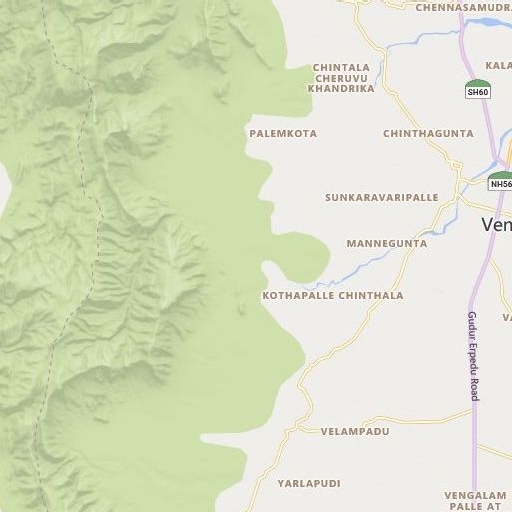 CHENNASAMUDRA
CHINTALA
CHERUVU
KHANDRIKA
KALA
SH60
PALEMKOTA
CHINTHAGUNTA
NH56
SUNKARAVARIPALLE
Ven
MANNEGUNTA
KOTHAPALLE CHINTHALA
VA
Gudur Erpedu Road
VELAMPADU
YARLAPUDI
VENGALAM
PALLE AT